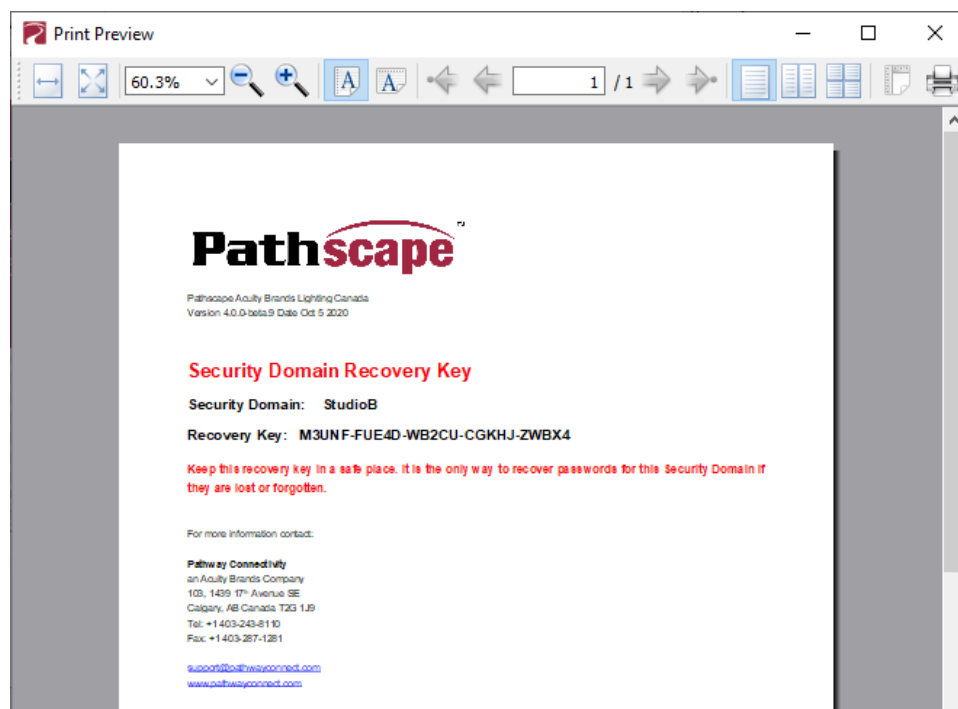 Print Preview
60.3%
1 / 1
Pathscape
Pathscape Acuity Brands Lighting Canada
Version 4.0.0-beta.9 Date Oct 5 2020
Security Domain Recovery Key
Security Domain: StudioB
Recovery Key: M3UNF-FUE4D-WB2CU-CGKHJ-ZWBX4
Keep this recovery key in a safe place. It is the only way to recover passwords for this Security Domain if
they are lost or forgotten.
For more information contact:
Pathway Connectivity
an Acuity Brands Company
103, 1439 17th Avenue SE
Calgary, AB Canada T2G 1J9
Tel: +1 403-243-8110
Fax: +1 403-287-1281
support@pathwayconnect.com
www.pathwayconnect.com